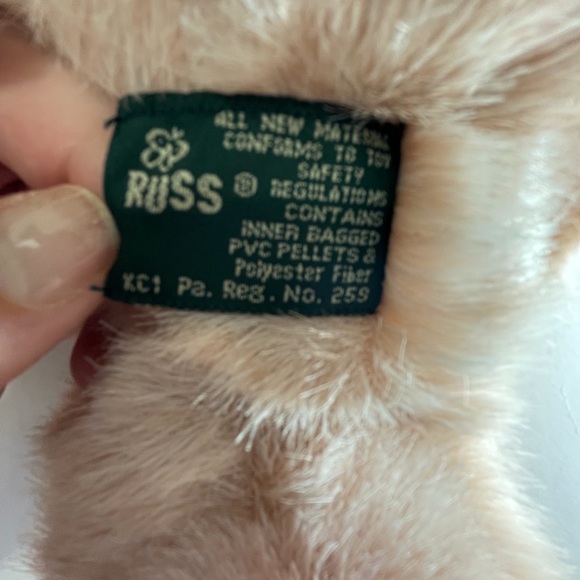 ALL NEW MATERIAL
CONFORMS TO TOY
SAFETY
RUSS ® REGULATIONS
CONTAINS
INNER BAGGED
PVC PELLETS &
Polyester Fiber
KC1 Pa. Reg. No. 259